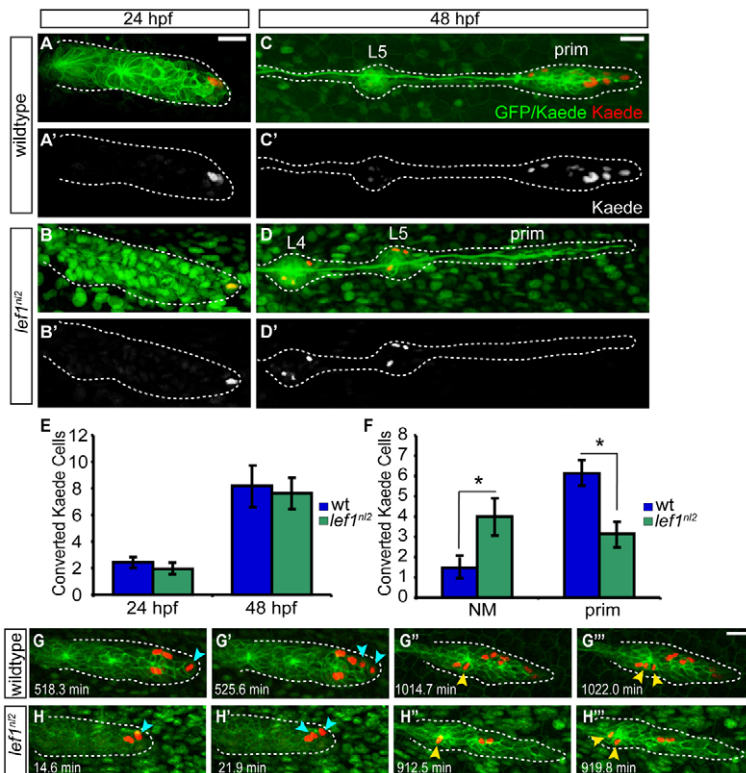 24 hpf 48 hpf
wildtype
A
C L5 prim
GFP/Kaede Kaede
A'
C'
Kaede
lef1nl2
B
D L4 L5 prim
B'
D'
E
Converted Kaede Cells
12
10
8
6
4
2
0
24 hpf 48 hpf
wt
lef1nl2
F
Converted Kaede Cells
8
7
6
5
4
3
2
1
0
* *
NM prim
wt
lef1nl2
wildtype
G 518.3 min
G' 525.6 min
G'' 1014.7 min
G''' 1022.0 min
lef1nl2
H 14.6 min
H' 21.9 min
H'' 912.5 min
H''' 919.8 min